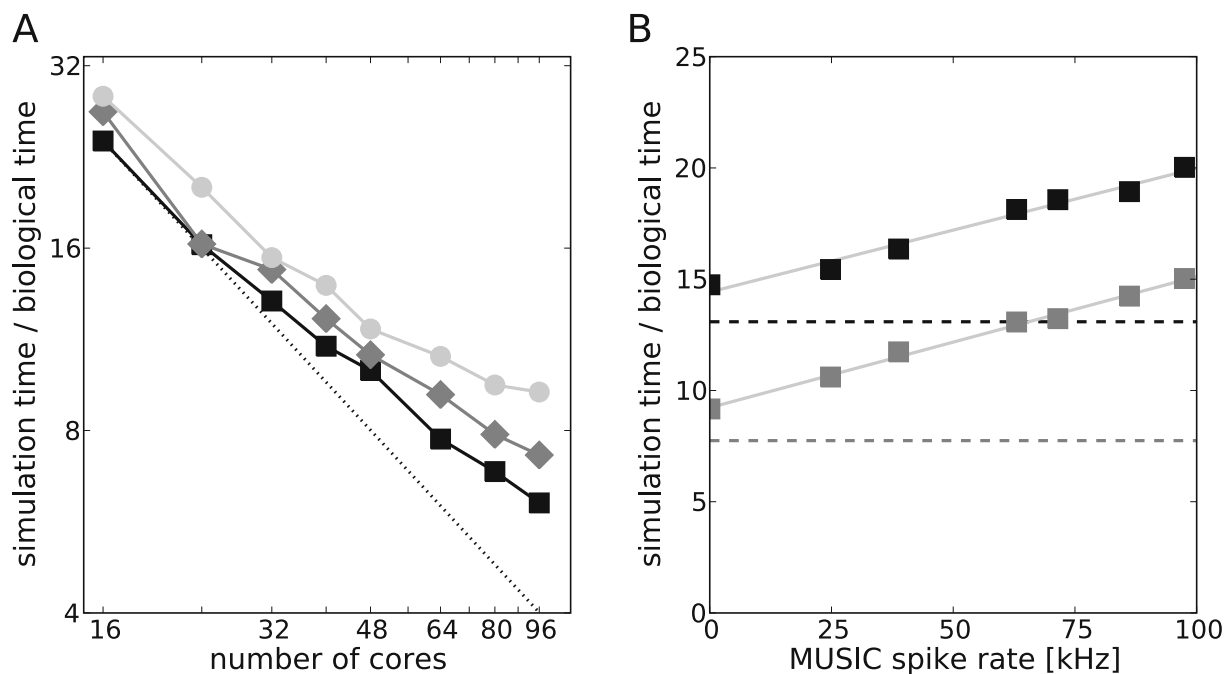 A
simulation time / biological time
32
16
8
4
16 32 48 64 80 96
number of cores
B
simulation time / biological time
25
20
15
10
5
0
0 25 50 75 100
MUSIC spike rate [kHz]